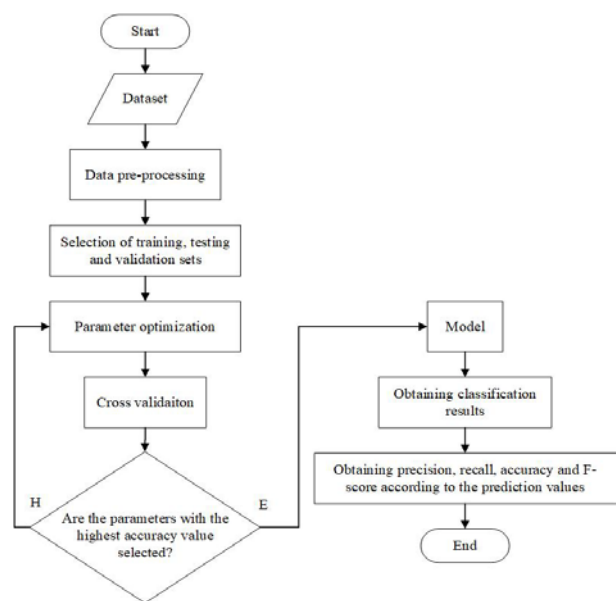 Start
Dataset
Data pre-processing
Selection of training, testing
and validation sets
Parameter optimization
Cross validaiton
H
E
Are the parameters with the
highest accuracy value
selected?
Model
Obtaining classification
results
Obtaining precision, recall, accuracy and F-
score according to the prediction values
End